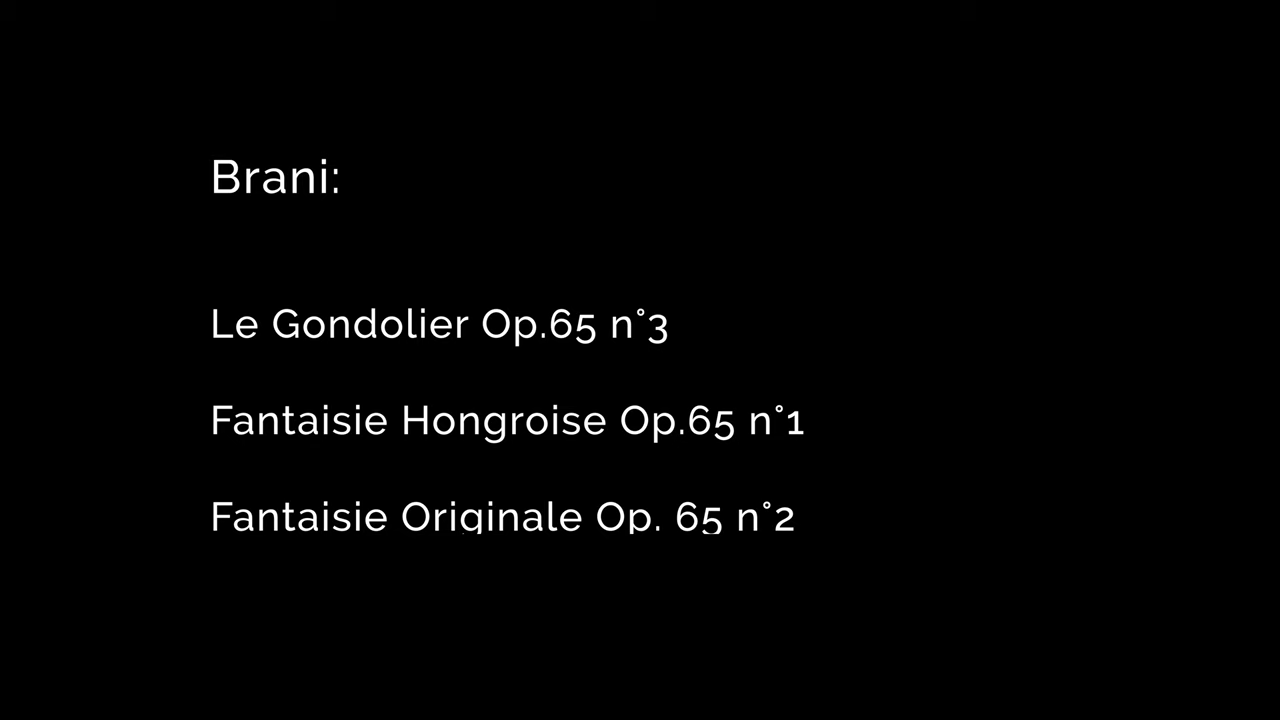 Brani:
Le Gondolier Op.65 n°3
Fantaisie Hongroise Op.65 n°1
Fantaisie Originale Op. 65 n°2